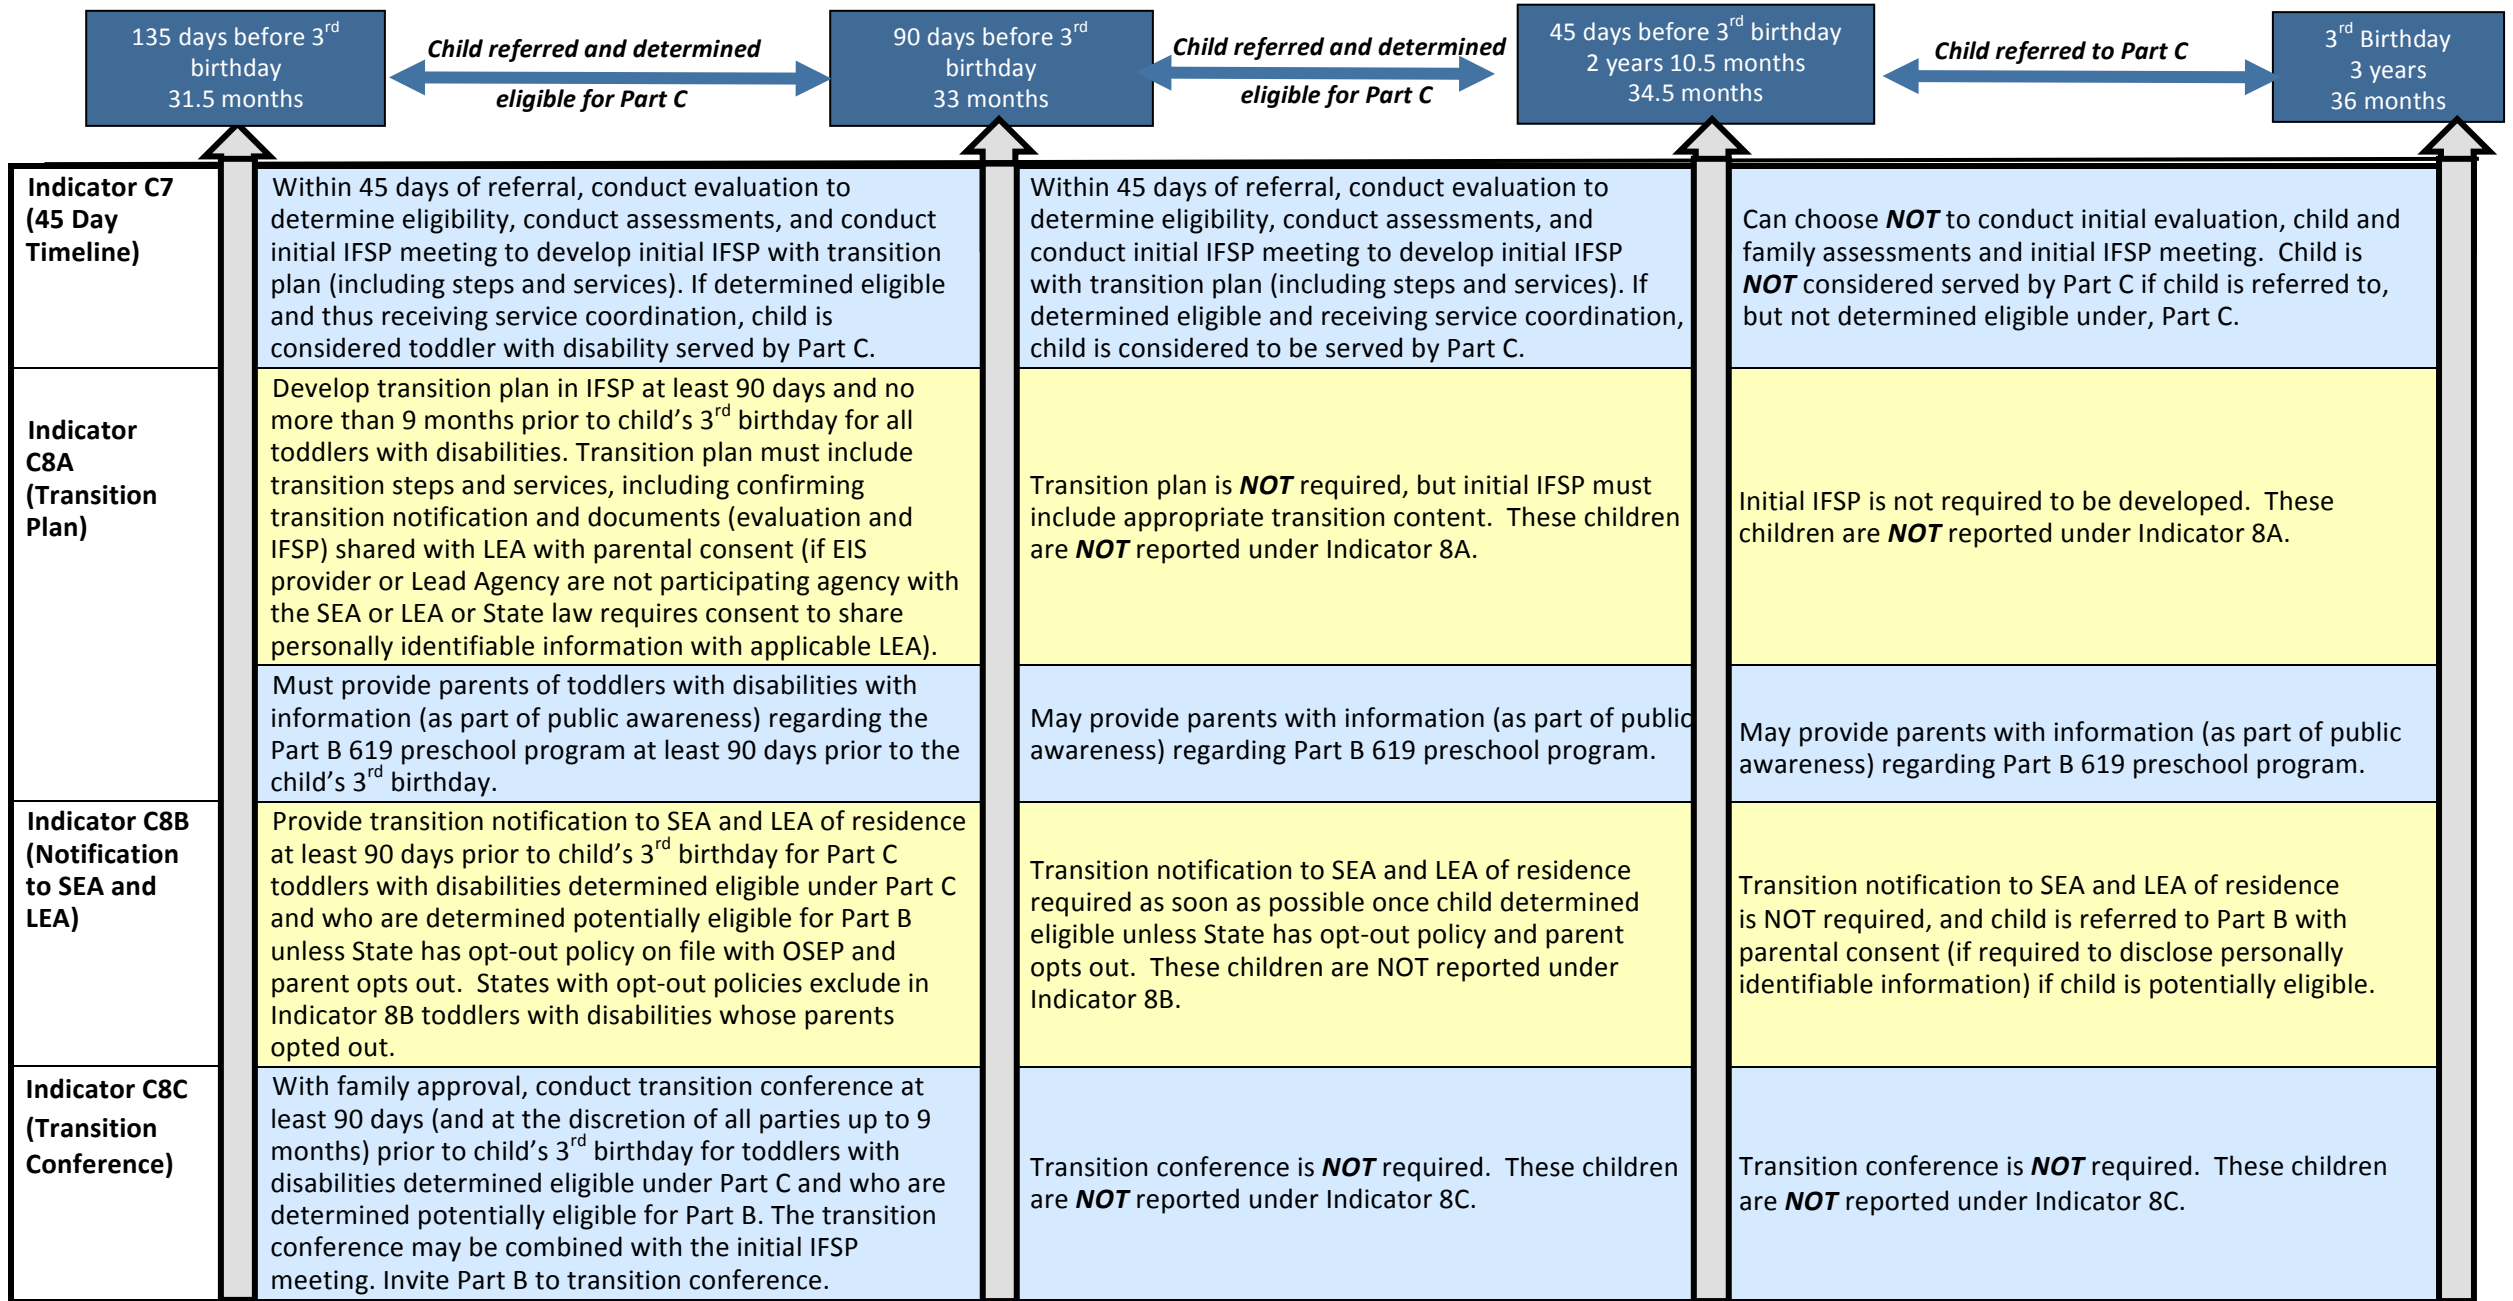 135 days before 3rd
birthday
31.5 months
Child referred and determined
eligible for Part C
90 days before 3rd
birthday
33 months
Child referred and determined
eligible for Part C
45 days before 3rd birthday
2 years 10.5 months
34.5 months
Child referred to Part C
3rd Birthday
3 years
36 months
Indicator C7
(45 Day
Timeline)
Within 45 days of referral, conduct evaluation to
determine eligibility, conduct assessments, and conduct
initial IFSP meeting to develop initial IFSP with transition
plan (including steps and services). If determined eligible
and thus receiving service coordination, child is
considered toddler with disability served by Part C.
Within 45 days of referral, conduct evaluation to
determine eligibility, conduct assessments, and
conduct initial IFSP meeting to develop initial IFSP
with transition plan (including steps and services). If
determined eligible and receiving service coordination,
child is considered to be served by Part C.
Can choose NOT to conduct initial evaluation, child and
family assessments and initial IFSP meeting. Child is
NOT considered served by Part C if child is referred to,
but not determined eligible under, Part C.
Indicator
C8A
(Transition
Plan)
Develop transition plan in IFSP at least 90 days and no
more than 9 months prior to child's 3rd birthday for all
toddlers with disabilities. Transition plan must include
transition steps and services, including confirming
transition notification and documents (evaluation and
IFSP) shared with LEA with parental consent (if EIS
provider or Lead Agency are not participating agency with
the SEA or LEA or State law requires consent to share
personally identifiable information with applicable LEA).
Transition plan is NOT required, but initial IFSP must
include appropriate transition content. These children
are NOT reported under Indicator 8A.
Initial IFSP is not required to be developed. These
children are NOT reported under Indicator 8A.
Must provide parents of toddlers with disabilities with
information (as part of public awareness) regarding the
Part B 619 preschool program at least 90 days prior to the
child's 3rd birthday.
May provide parents with information (as part of public
awareness) regarding Part B 619 preschool program.
May provide parents with information (as part of public
awareness) regarding Part B 619 preschool program.
Indicator C8B
(Notification
to SEA and
LEA)
Provide transition notification to SEA and LEA of residence
at least 90 days prior to child's 3rd birthday for Part C
toddlers with disabilities determined eligible under Part C
and who are determined potentially eligible for Part B
unless State has opt-out policy on file with OSEP and
parent opts out. States with opt-out policies exclude in
Indicator 8B toddlers with disabilities whose parents
opted out.
Transition notification to SEA and LEA of residence
required as soon as possible once child determined
eligible unless State has opt-out policy and parent
opts out. These children are NOT reported under
Indicator 8B.
Transition notification to SEA and LEA of residence
is NOT required, and child is referred to Part B with
parental consent (if required to disclose personally
identifiable information) if child is potentially eligible.
Indicator C8C
(Transition
Conference)
With family approval, conduct transition conference at
least 90 days (and at the discretion of all parties up to 9
months) prior to child's 3rd birthday for toddlers with
disabilities determined eligible under Part C and who are
determined potentially eligible for Part B. The transition
conference may be combined with the initial IFSP
meeting. Invite Part B to transition conference.
Transition conference is NOT required. These children
are NOT reported under Indicator 8C.
Transition conference is NOT required. These children
are NOT reported under Indicator 8C.